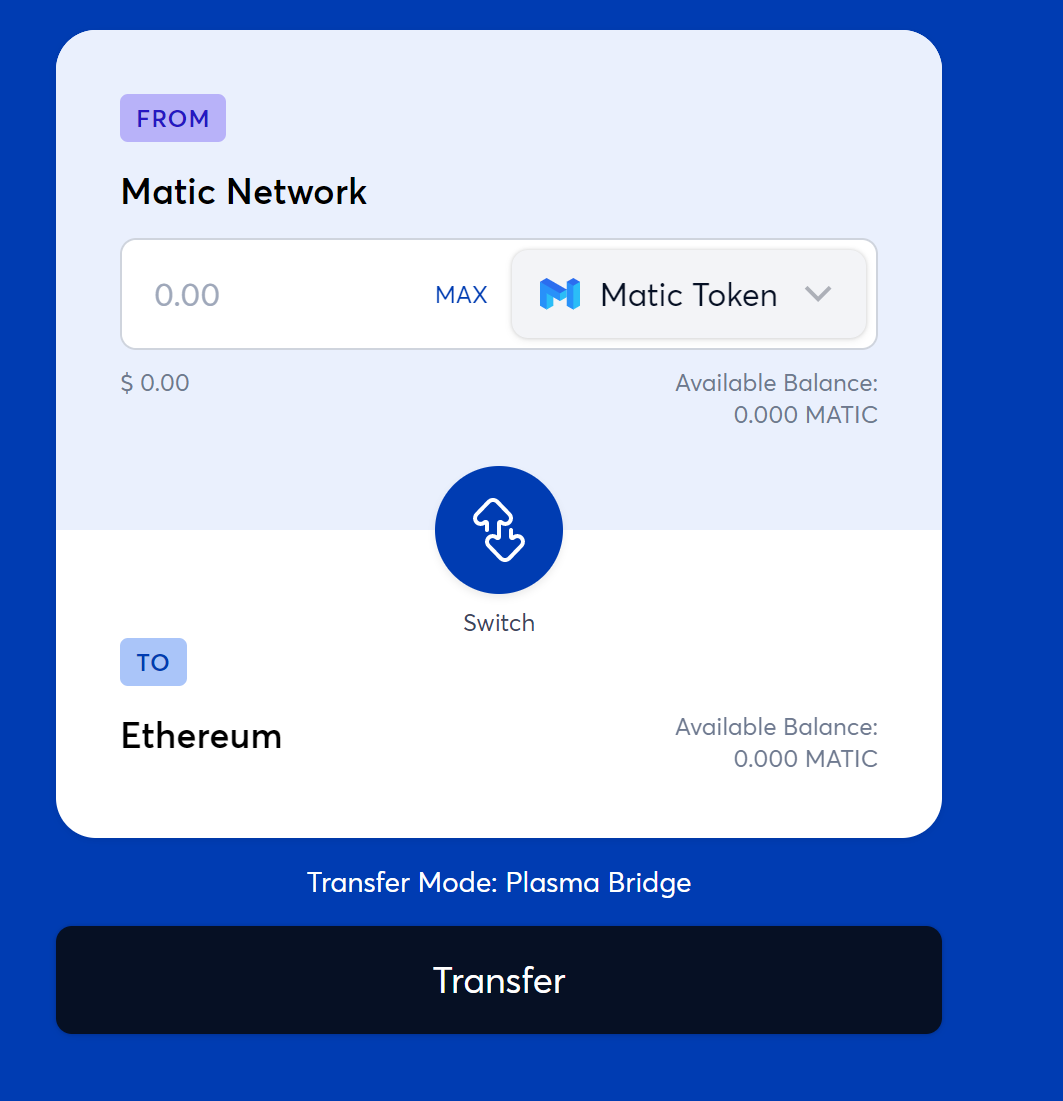 FROM
Matic Network
0.00 MAX Matic Token
$ 0.00 Available Balance:
0.000 MATIC
Switch
TO
Ethereum Available Balance:
0.000 MATIC
Transfer Mode: Plasma Bridge
Transfer